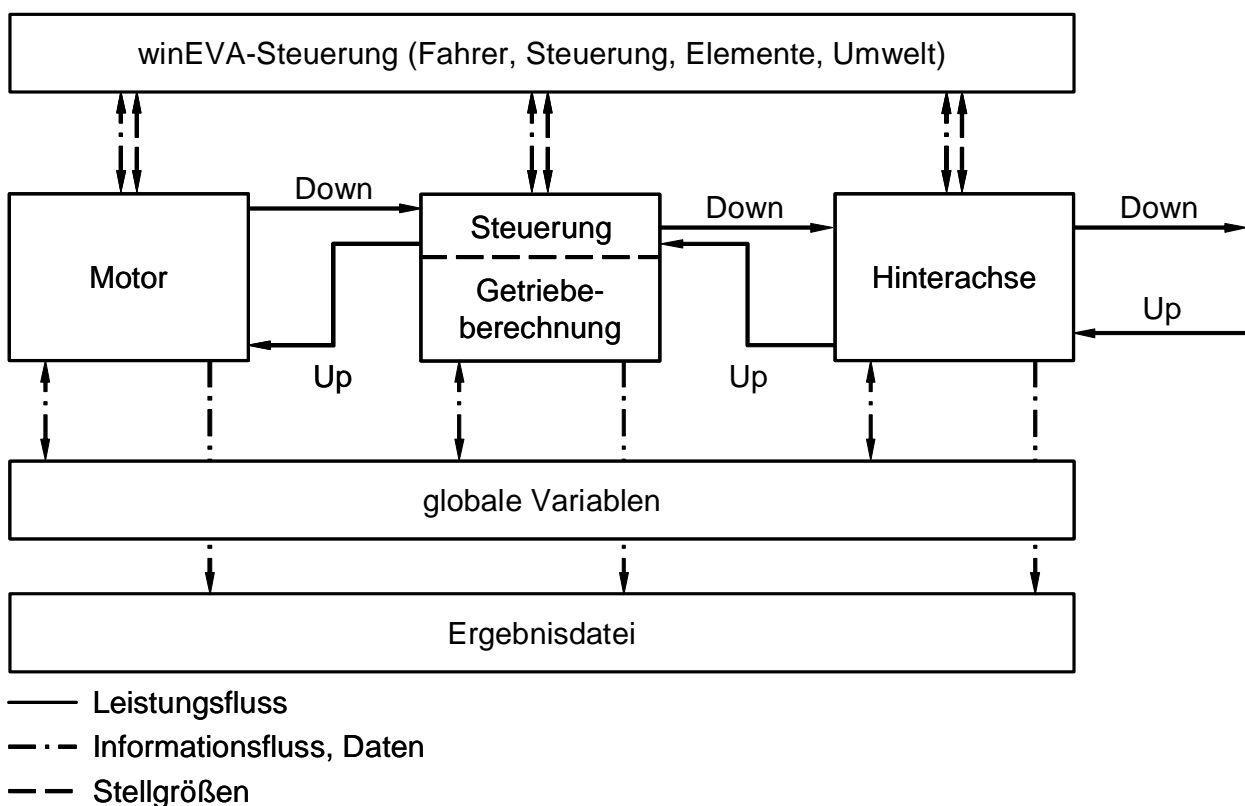 winEVA-Steuerung (Fahrer, Steuerung, Elemente, Umwelt)
Down
Down
Down
Motor
Steuerung
Getriebe-
berechnung
Hinterachse
Up
Up
Up
globale Variablen
Ergebnisdatei
Leistungsfluss
Informationsfluss, Daten
Stellgrößen